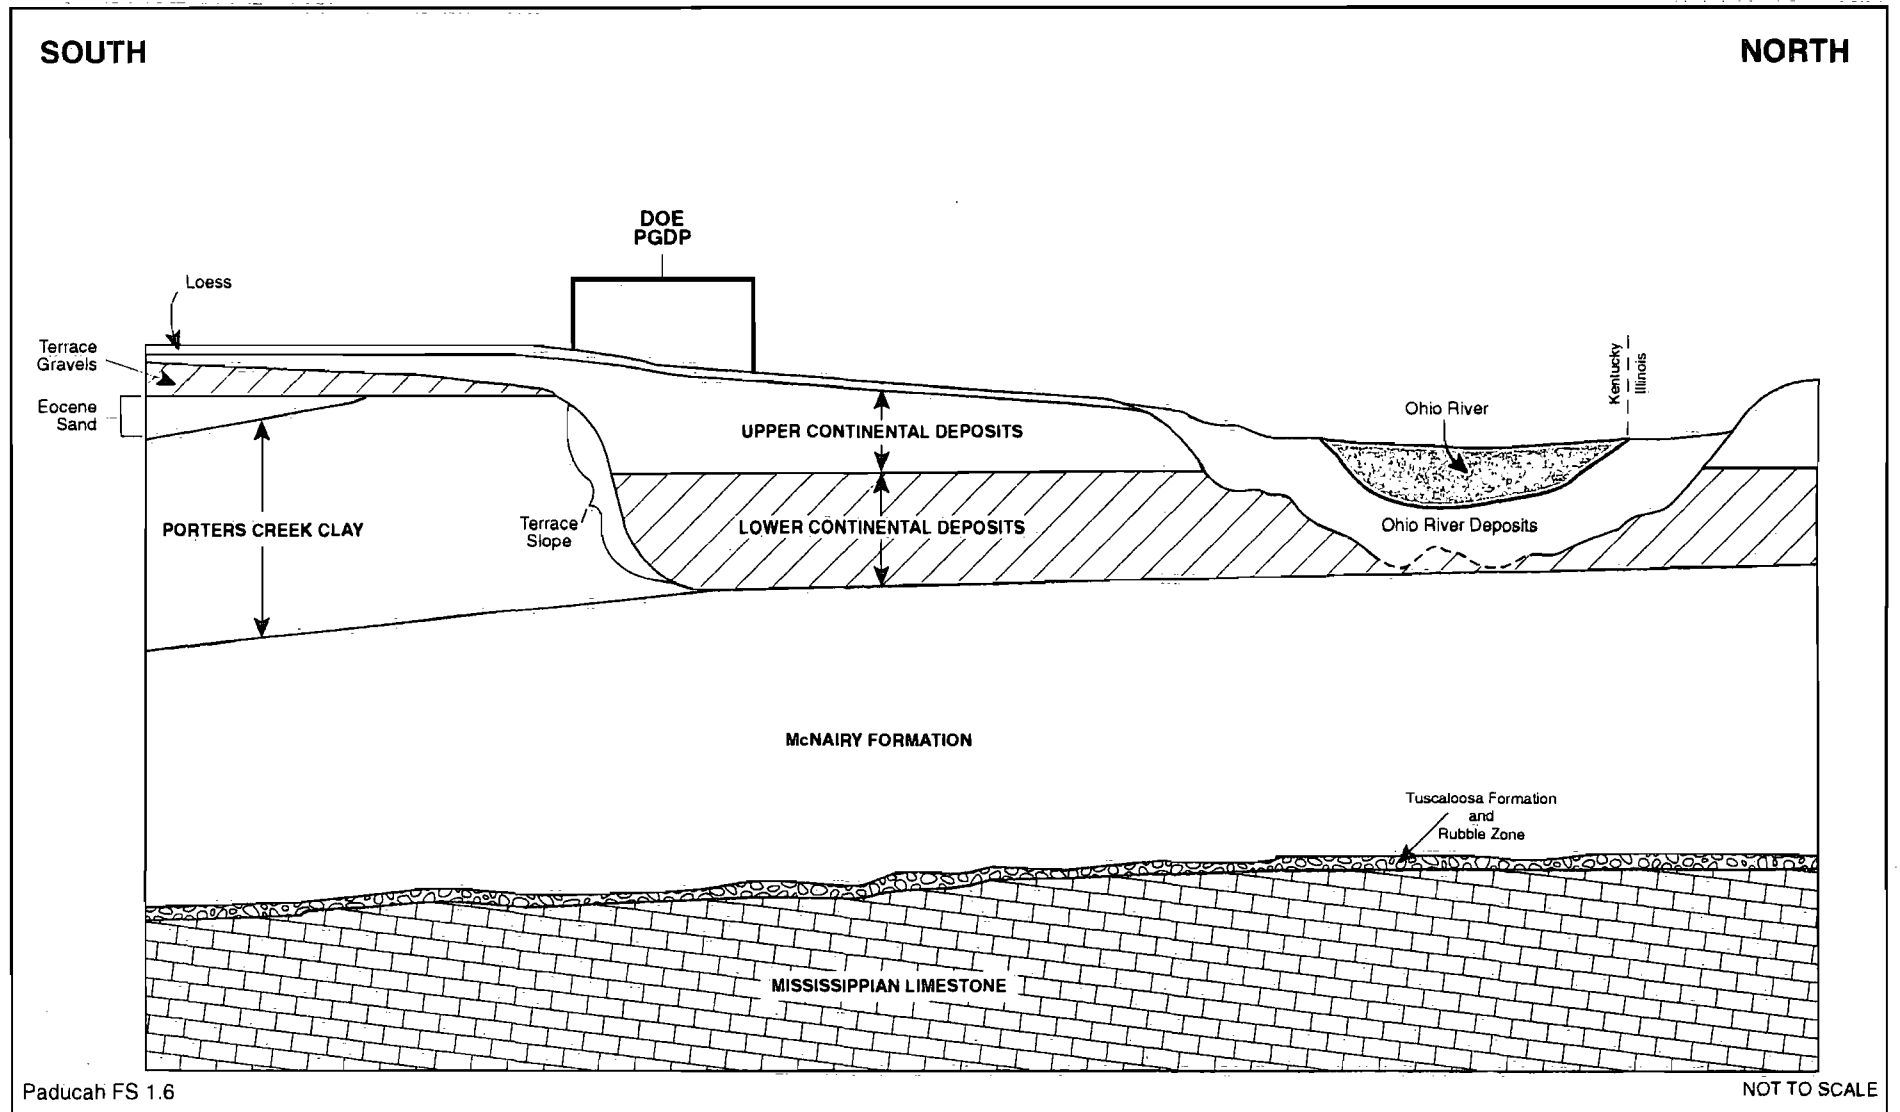 SOUTH
NORTH
DOE
PGDP
Loess
Terrace
Gravels
Eocene
Sand
Kentucky
Illinois
Ohio River
UPPER CONTINENTAL DEPOSITS
PORTERS CREEK CLAY
Terrace
Slope
LOWER CONTINENTAL DEPOSITS
Ohio River Deposits
McNAIRY FORMATION
Tuscaloosa Formation
and
Rubble Zone
MISSISSIPPIAN LIMESTONE
Paducah FS 1.6
NOT TO SCALE